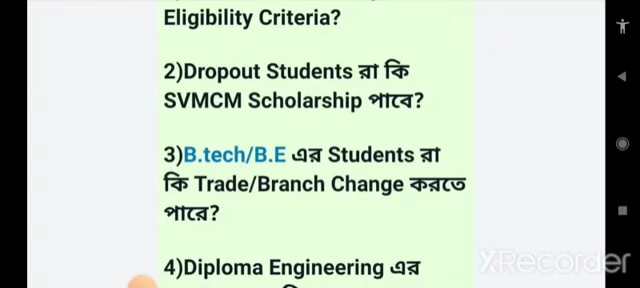 Eligibility Criteria?
2)Dropout Students রা কি
SVMCM Scholarship পাবে?
3)B.tech/B.E এর Students রা
কি Trade/Branch Change করতে
পারে?
4)Diploma Engineering এর
XRecorder